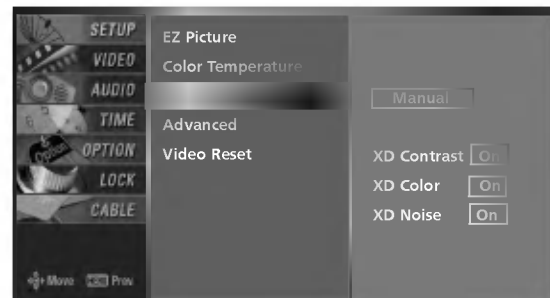 SETUP
VIDEO
AUDIO
TIME
OPTION
LOCK
CABLE
Move Prev.
EZ Picture
Color Temperature
Advanced
Video Reset
Manual
XD Contrast On
XD Color On
XD Noise On